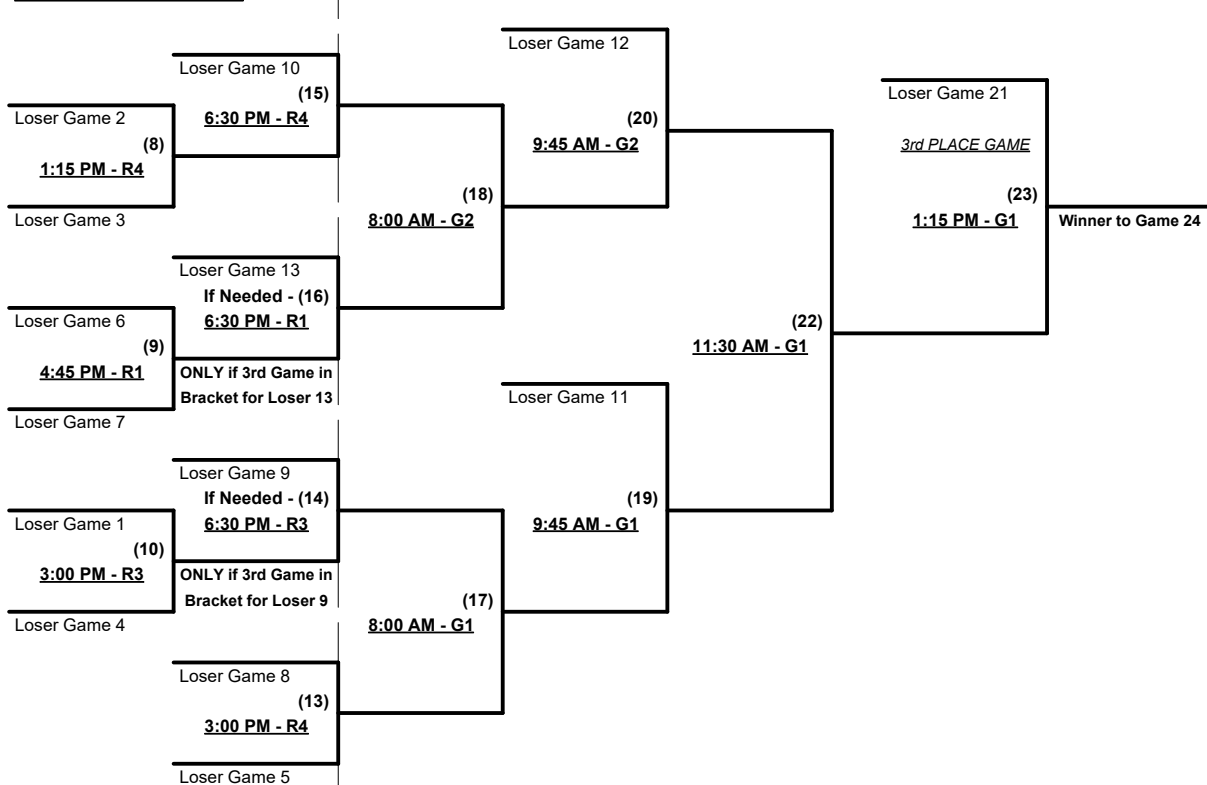 Loser Game 12
Loser Game 10
(15)
6:30 PM - R4
Loser Game 21
Loser Game 2
(8)
1:15 PM - R4
(20)
9:45 AM - G2
3rd PLACE GAME
(18)
8:00 AM - G2
(23)
1:15 PM - G1
Loser Game 3
Winner to Game 24
Loser Game 13
If Needed - (16)
6:30 PM - R1
Loser Game 6
(9)
4:45 PM - R1
(22)
11:30 AM - G1
ONLY if 3rd Game in
Bracket for Loser 13
Loser Game 11
Loser Game 7
Loser Game 9
If Needed - (14)
6:30 PM - R3
(19)
9:45 AM - G1
Loser Game 1
(10)
3:00 PM - R3
ONLY if 3rd Game in
Bracket for Loser 9
(17)
8:00 AM - G1
Loser Game 4
Loser Game 8
(13)
3:00 PM - R4
Loser Game 5